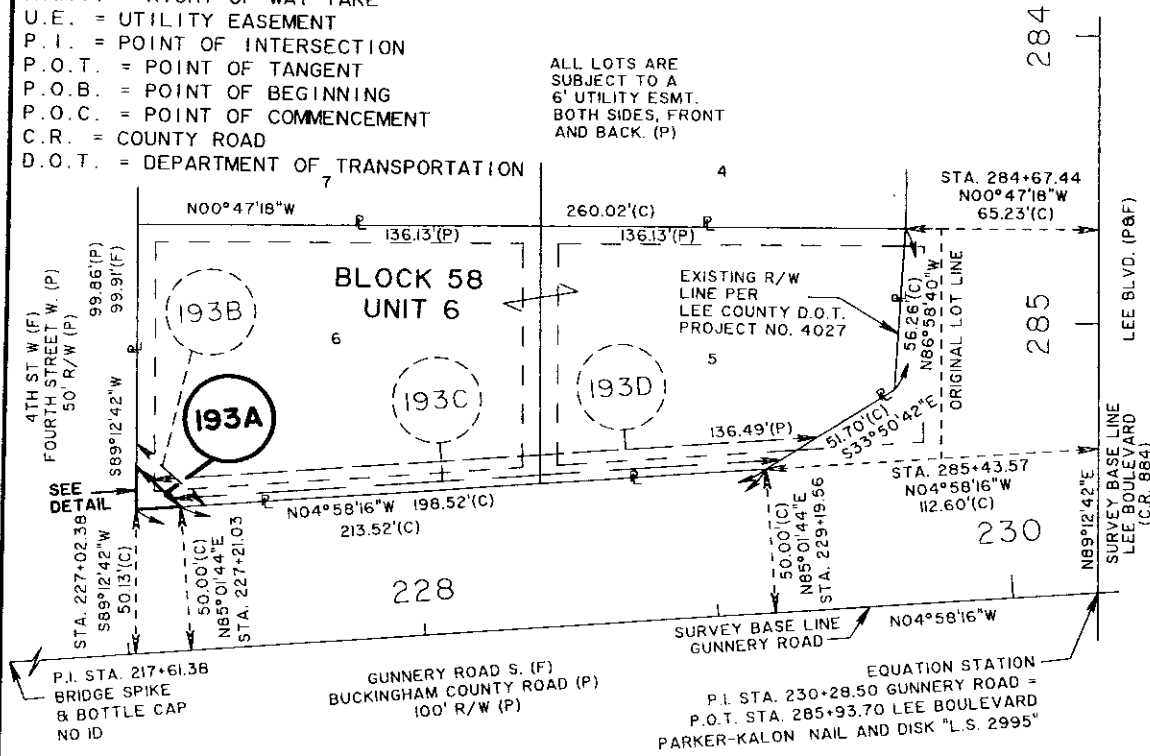 U.E. = UTILITY EASEMENT
P.I. = POINT OF INTERSECTION
P.O.T. = POINT OF TANGENT
P.O.B. = POINT OF BEGINNING
P.O.C. = POINT OF COMMENCEMENT
C.R. = COUNTY ROAD
D.O.T. = DEPARTMENT OF TRANSPORTATION
ALL LOTS ARE
SUBJECT TO A
6' UTILITY ESMT.
BOTH SIDES, FRONT
AND BACK. (P)
284
7
4
STA. 284+67.44
N00°47'18"W
65.23'(C)
N00°47'18"W
260.02'(C)
136.13'(P)
136.13'(P)
LEE BLVD. (P&F)
99.86'(P)
99.91'(F)
4TH ST W (F)
FOURTH STREET W. (P)
50' R/W (P)
S89°12'42"W
BLOCK 58
UNIT 6
193B
6
193A
193C
193D
EXISTING R/W
LINE PER
LEE COUNTY D.O.T.
PROJECT NO. 4027
5
56.26'(C)
N86°58'40"W
ORIGINAL LOT LINE
285
136.49'(P)
51.70'(C)
S33°50'42"E
STA. 285+43.57
N04°58'16"W
112.60'(C)
SEE
DETAIL
N04°58'16"W 198.52'(C)
213.52'(C)
STA. 227+02.38
S89°12'42"W
50.13'(C)
50.00'(C)
N85°01'44"E
STA. 227+21.03
50.00'(C)
N85°01'44"E
STA. 229+19.56
228
230
N89°12'42"E
SURVEY BASE LINE
LEE BOULEVARD
(C.R. 884)
SURVEY BASE LINE
GUNNERY ROAD
N04°58'16"W
P.I. STA. 217+61.38
BRIDGE SPIKE
& BOTTLE CAP
NO ID
GUNNERY ROAD S. (F)
BUCKINGHAM COUNTY ROAD (P)
100' R/W (P)
EQUATION STATION
P.I. STA. 230+28.50 GUNNERY ROAD =
P.O.T. STA. 285+93.70 LEE BOULEVARD
PARKER-KALON NAIL AND DISK "L.S. 2995"